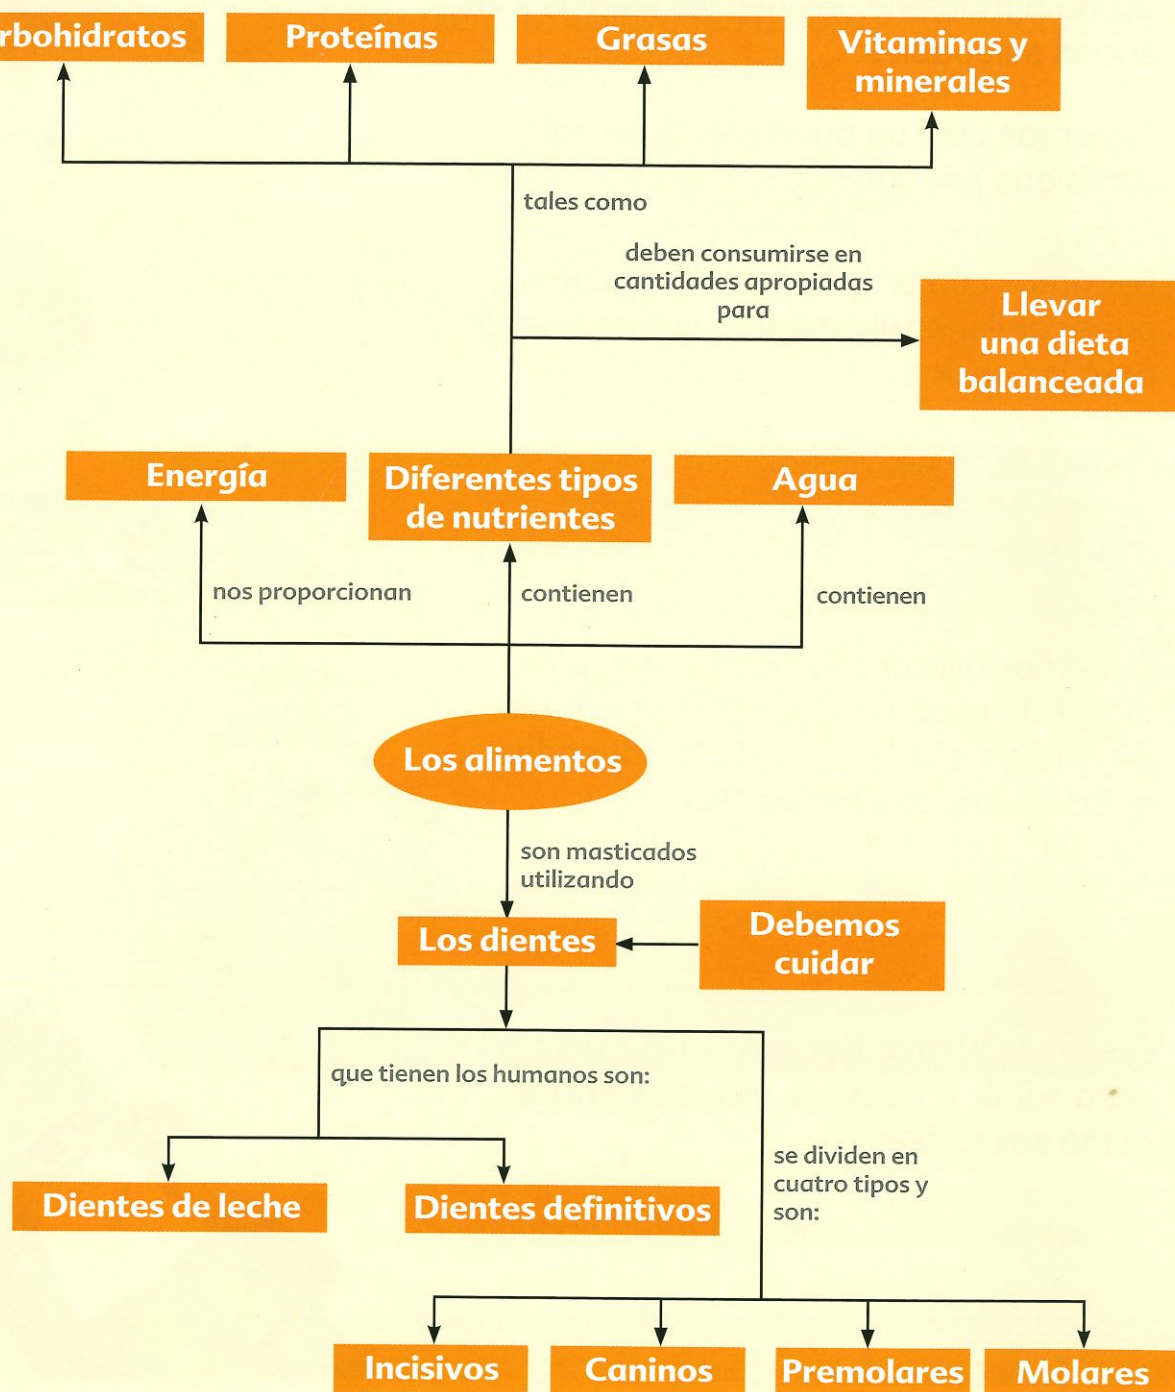 rbohidratos
Proteínas
Grasas
Vitaminas y
minerales
tales como
deben consumirse en
cantidades apropiadas
para
Llevar
una dieta
balanceada
Energía
Diferentes tipos
de nutrientes
Agua
nos proporcionan
contienen
contienen
Los alimentos
son masticados
utilizando
Los dientes
Debemos
cuidar
que tienen los humanos son:
se dividen en
cuatro tipos y
son:
Dientes de leche
Dientes definitivos
Incisivos
Caninos
Premolares
Molares